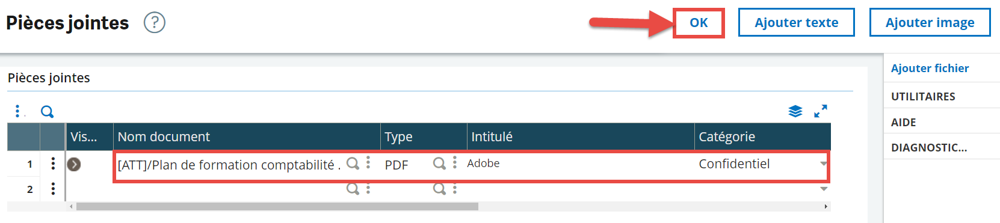 Pièces jointes ? OK Ajouter texte Ajouter image
Ajouter fichier
UTILITAIRES
AIDE
DIAGNOSTIC...
Pièces jointes
Vis... Nom document Type Intitulé Catégorie
1 [ATT]/Plan de formation comptabilité . PDF Adobe Confidentiel
2